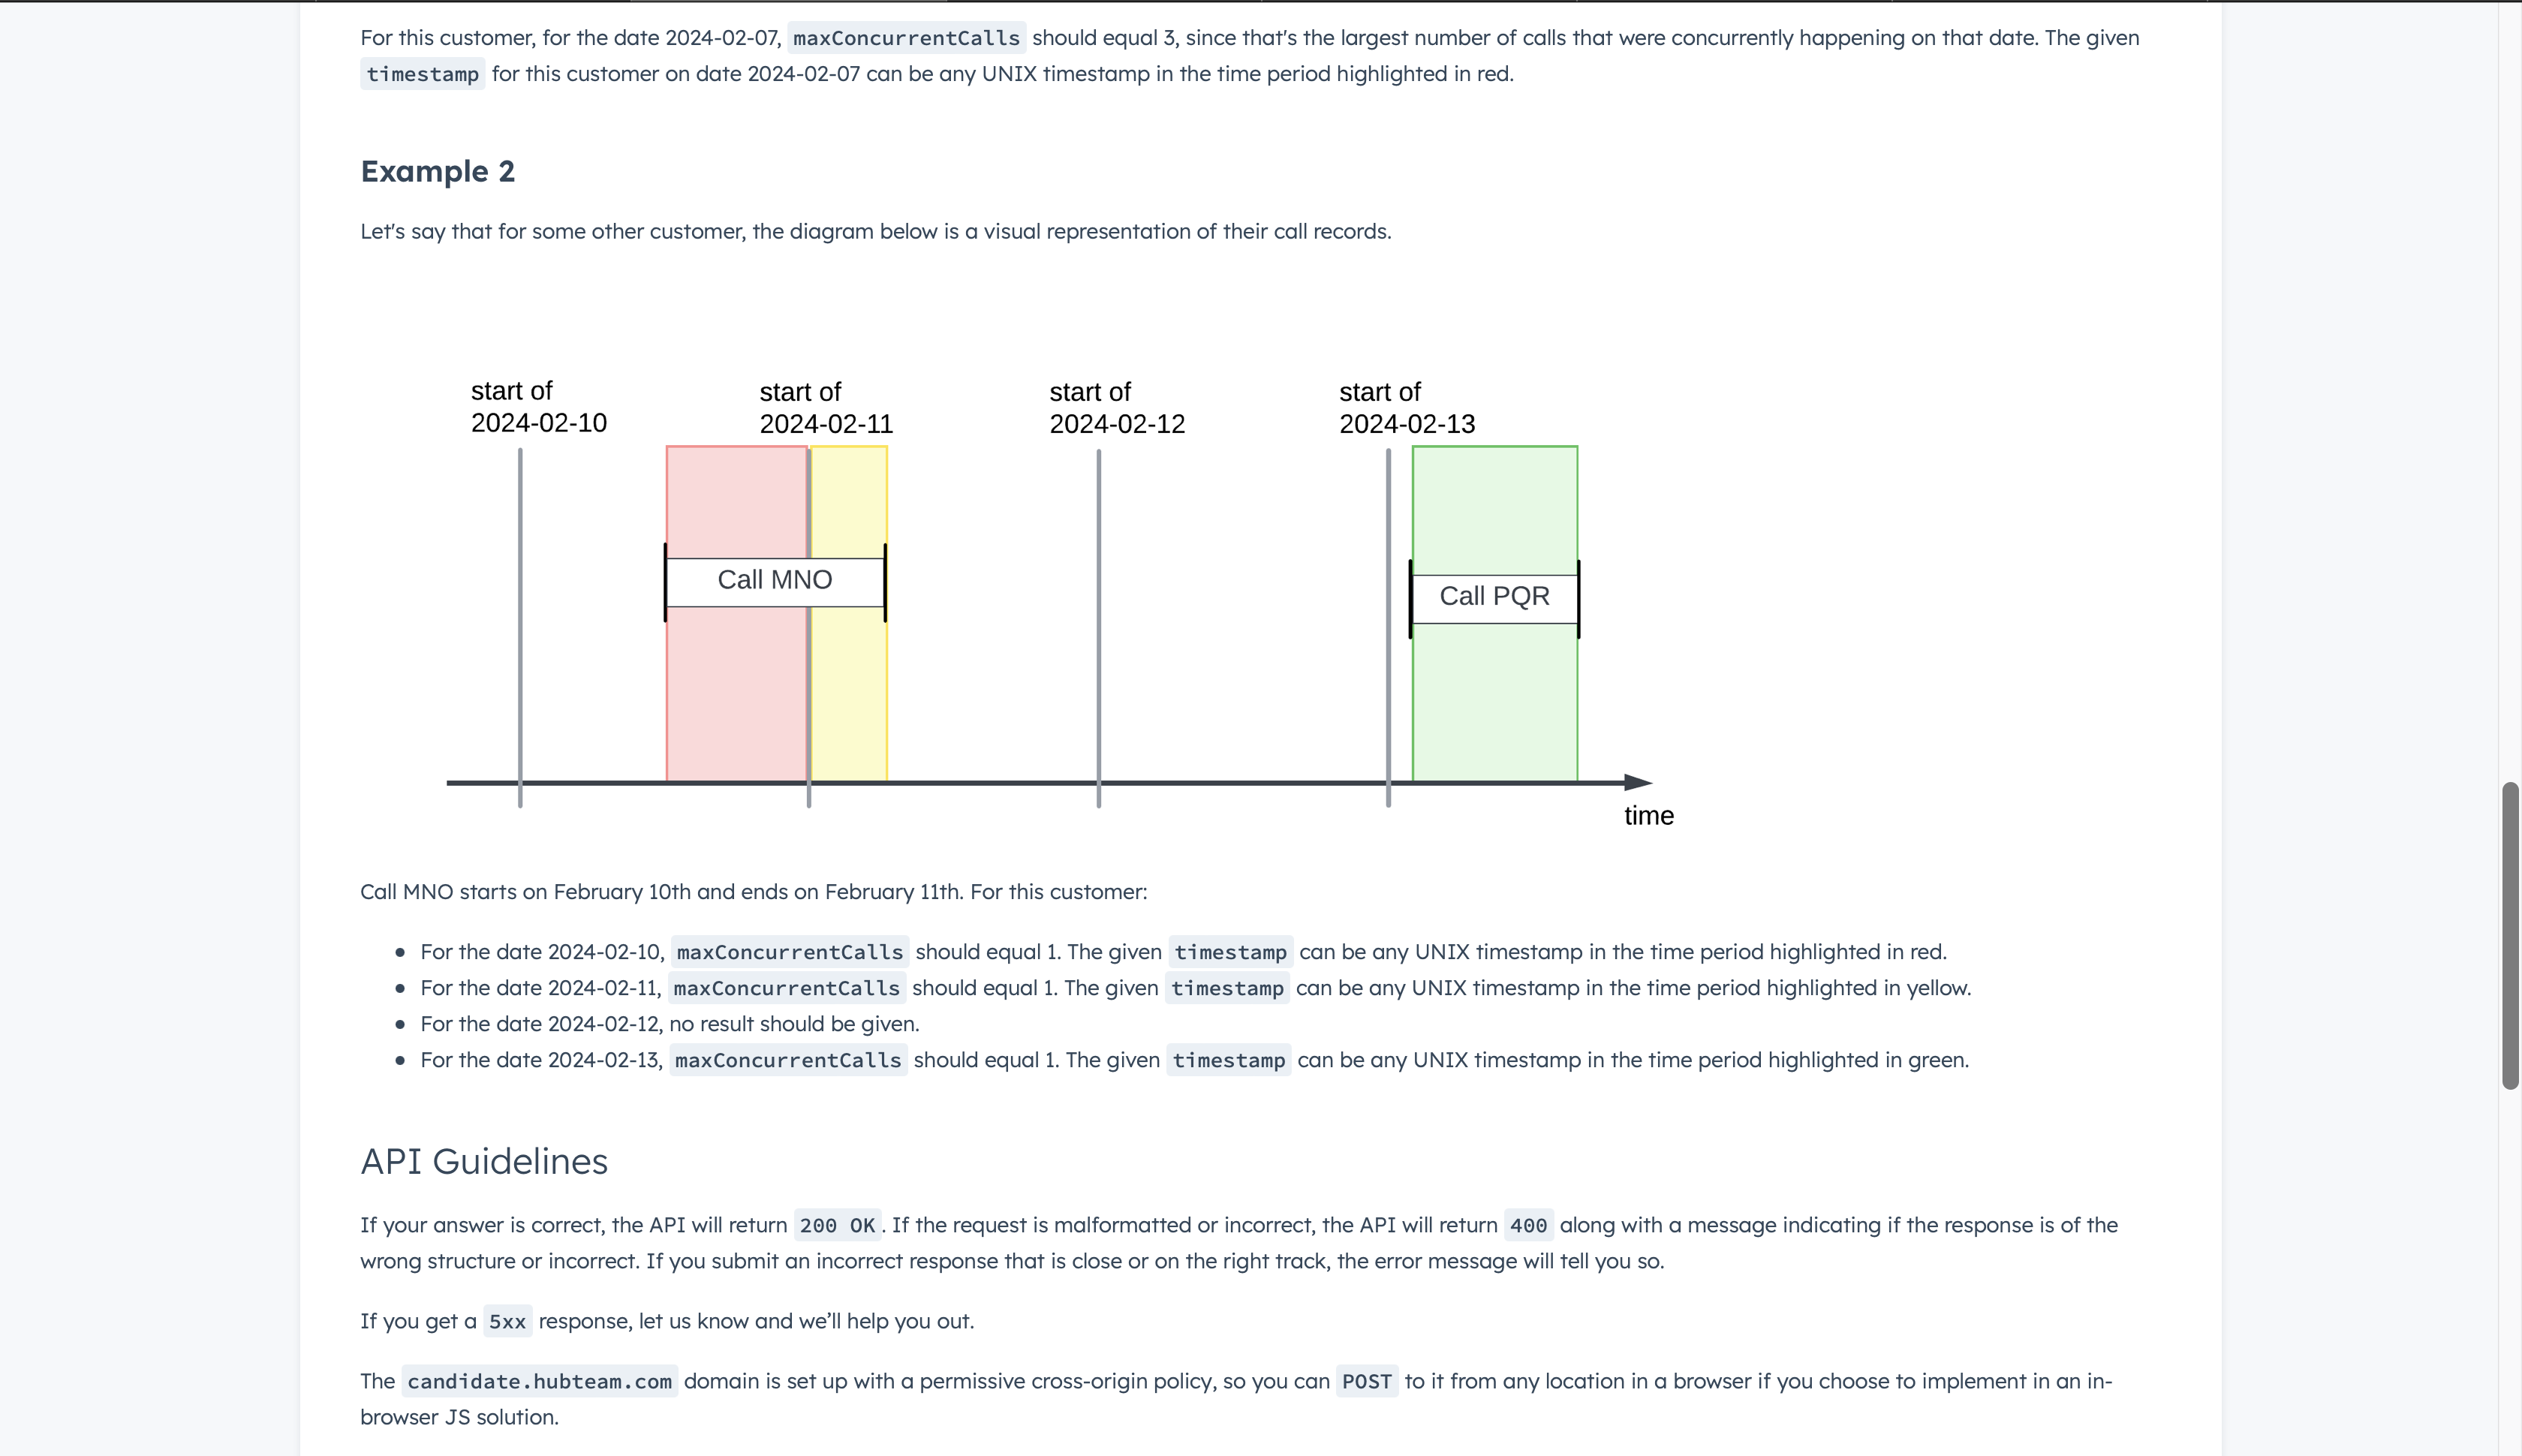 For this customer, for the date 2024-02-07, maxConcurrentCalls should equal 3, since that's the largest number of calls that were concurrently happening on that date. The given
timestamp for this customer on date 2024-02-07 can be any UNIX timestamp in the time period highlighted in red.
Example 2
Let's say that for some other customer, the diagram below is a visual representation of their call records.
start of
2024-02-10
start of
2024-02-11
start of
2024-02-12
start of
2024-02-13
Call MNO
Call PQR
time
Call MNO starts on February 10th and ends on February 11th. For this customer:
• For the date 2024-02-10, maxConcurrentCalls should equal 1. The given timestamp can be any UNIX timestamp in the time period highlighted in red.
• For the date 2024-02-11, maxConcurrentCalls should equal 1. The given timestamp can be any UNIX timestamp in the time period highlighted in yellow.
• For the date 2024-02-12, no result should be given.
• For the date 2024-02-13, maxConcurrentCalls should equal 1. The given timestamp can be any UNIX timestamp in the time period highlighted in green.
API Guidelines
If your answer is correct, the API will return 200 OK. If the request is malformatted or incorrect, the API will return 400 along with a message indicating if the response is of the
wrong structure or incorrect. If you submit an incorrect response that is close or on the right track, the error message will tell you so.
If you get a 5xx response, let us know and we’ll help you out.
The candidate.hubteam.com domain is set up with a permissive cross-origin policy, so you can POST to it from any location in a browser if you choose to implement in an in-
browser JS solution.